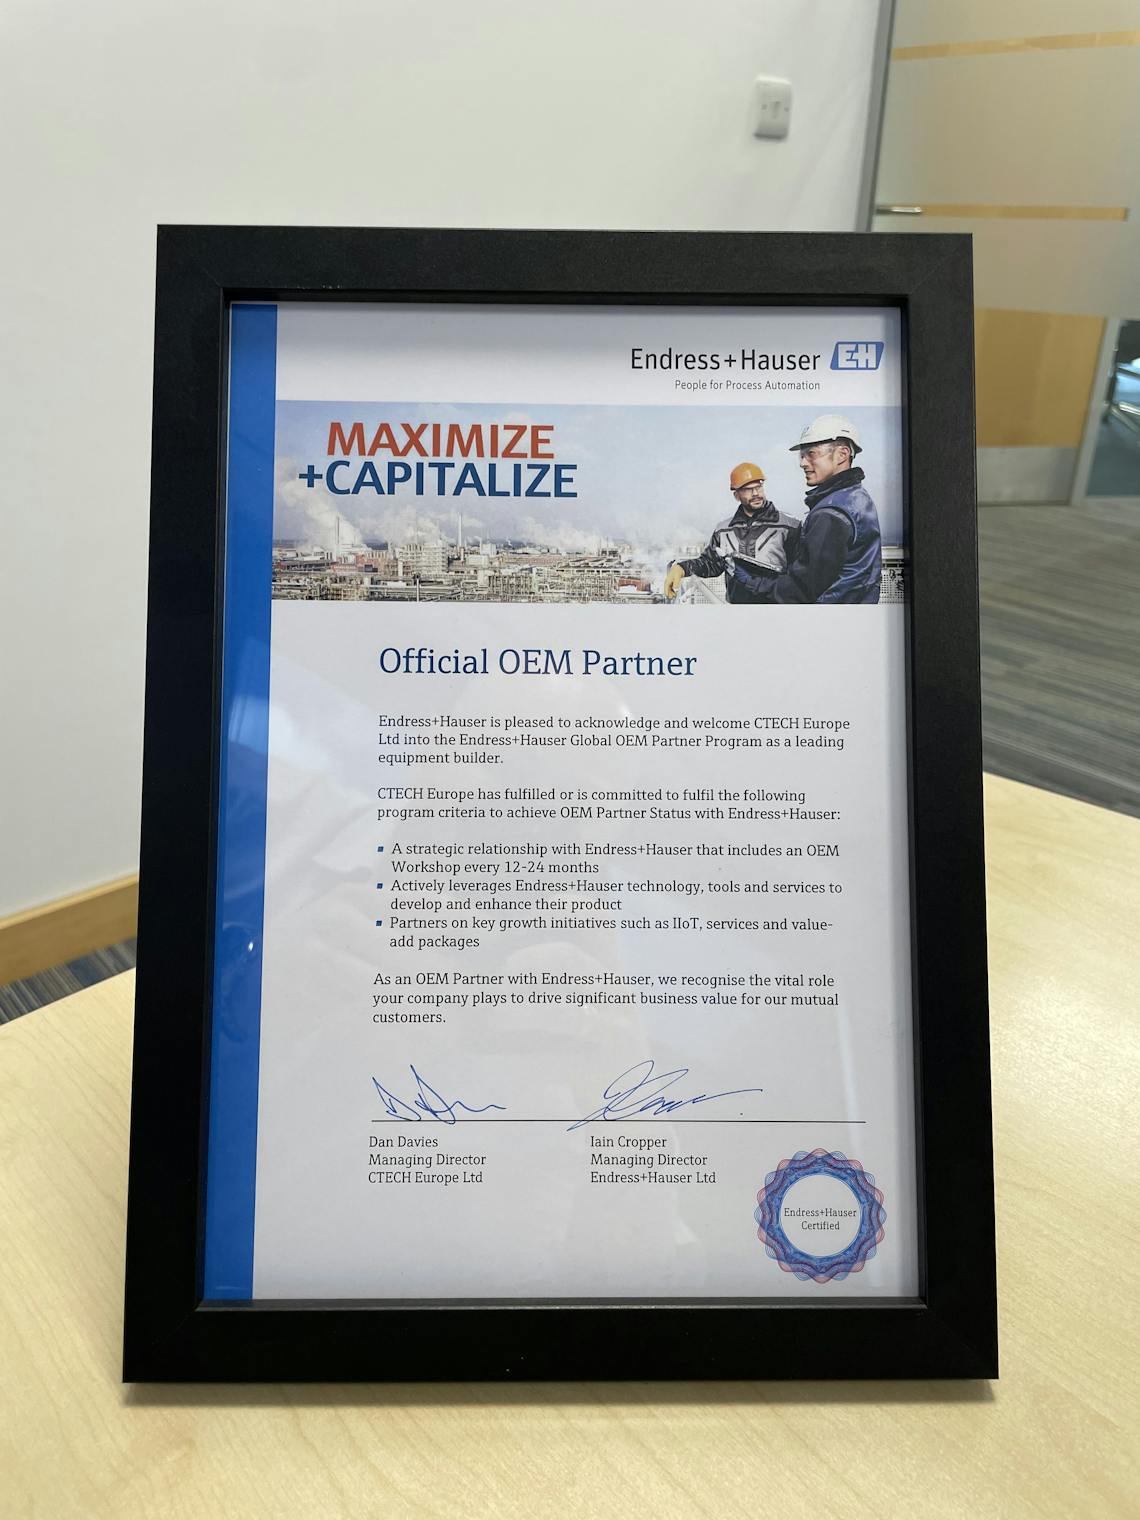 Endress+Hauser EH
People for Process Automation
MAXIMIZE
+CAPITALIZE
Official OEM Partner
Endress+Hauser is pleased to acknowledge and welcome CTECH Europe
Ltd into the Endress+Hauser Global OEM Partner Program as a leading
equipment builder.
CTECH Europe has fulfilled or is committed to fulfil the following
program criteria to achieve OEM Partner Status with Endress+Hauser:
▪ A strategic relationship with Endress+Hauser that includes an OEM
Workshop every 12-24 months
▪ Actively leverages Endress+Hauser technology, tools and services to
develop and enhance their product
▪ Partners on key growth initiatives such as IIoT, services and value-
add packages
As an OEM Partner with Endress+Hauser, we recognise the vital role
your company plays to drive significant business value for our mutual
customers.
Dan Davies
Managing Director
CTECH Europe Ltd
Iain Cropper
Managing Director
Endress+Hauser Ltd
Endress+Hauser
Certified